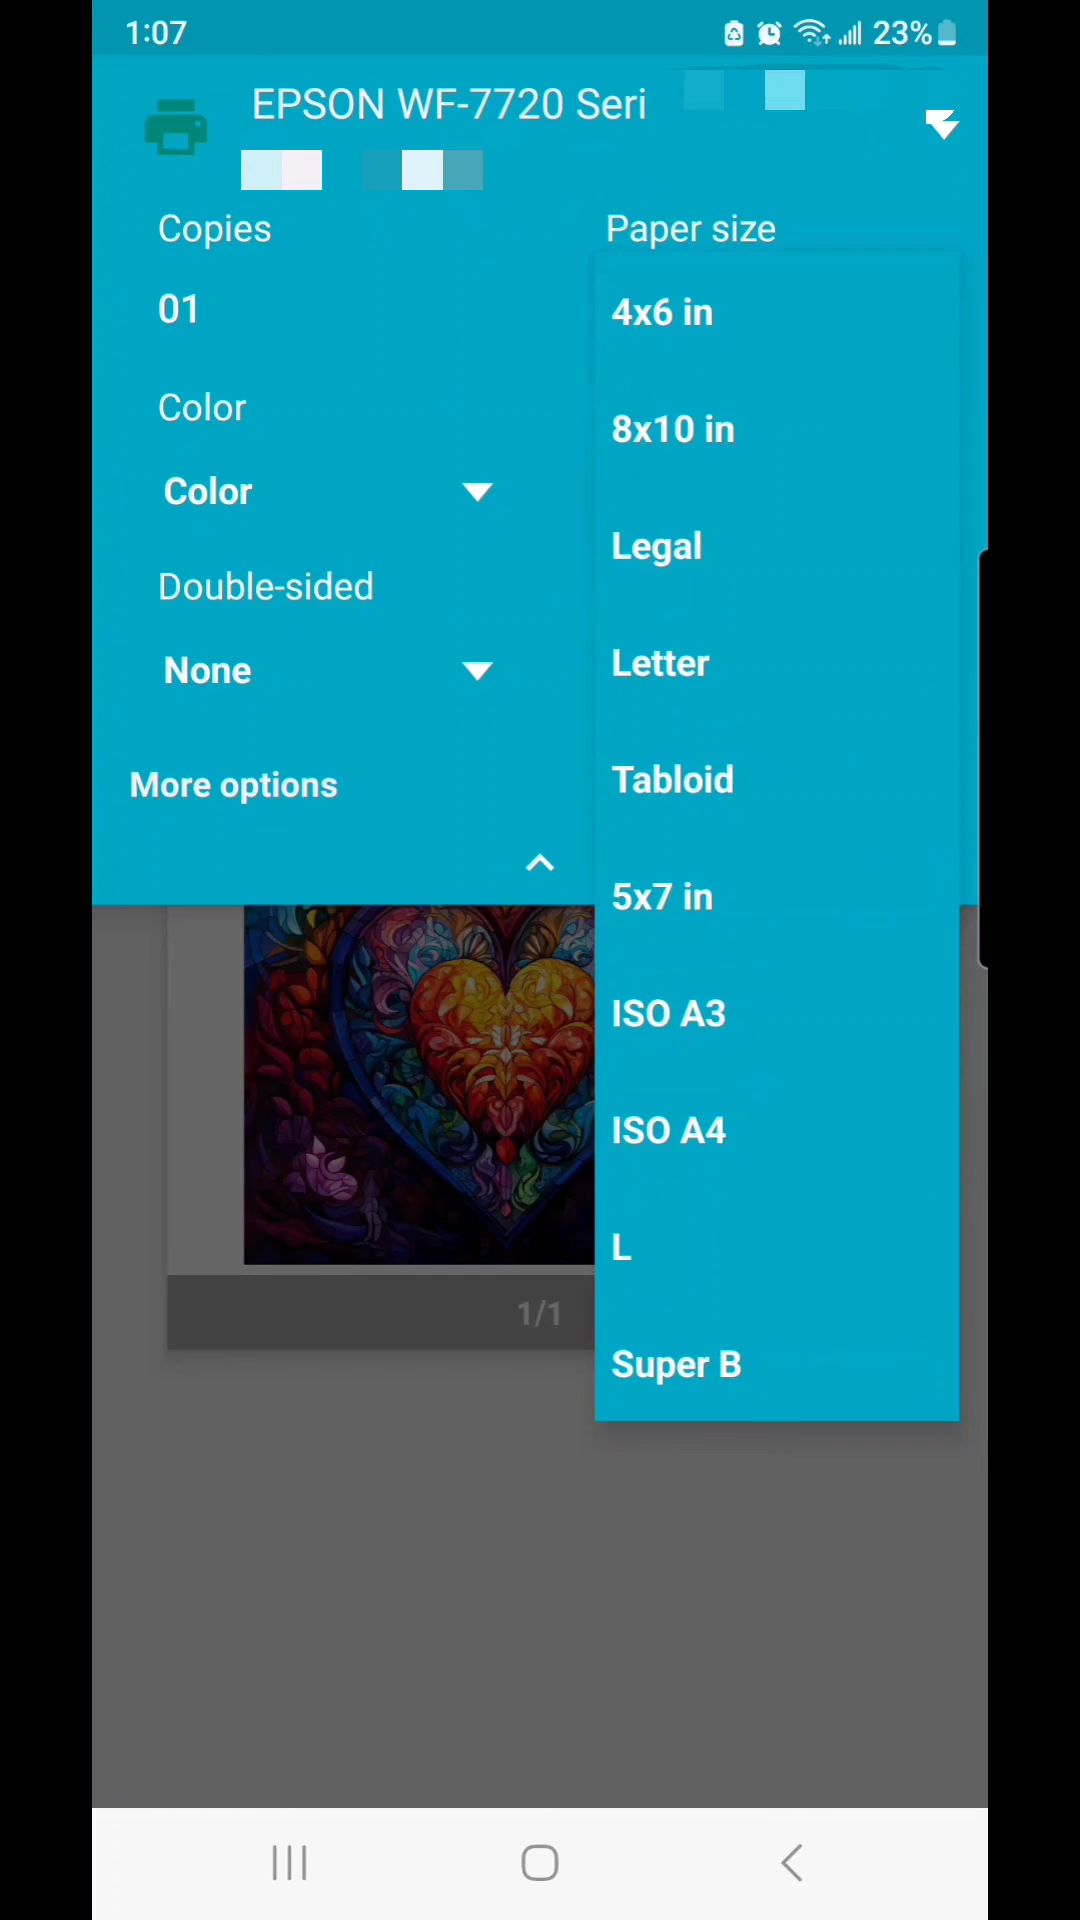 1:07
23%
EPSON WF-7720 Seri
Copies
Paper size
01
4x6 in
Color
8x10 in
Color
Legal
Double-sided
None
Letter
More options
Tabloid
5x7 in
ISO A3
ISO A4
L
1/1
Super B